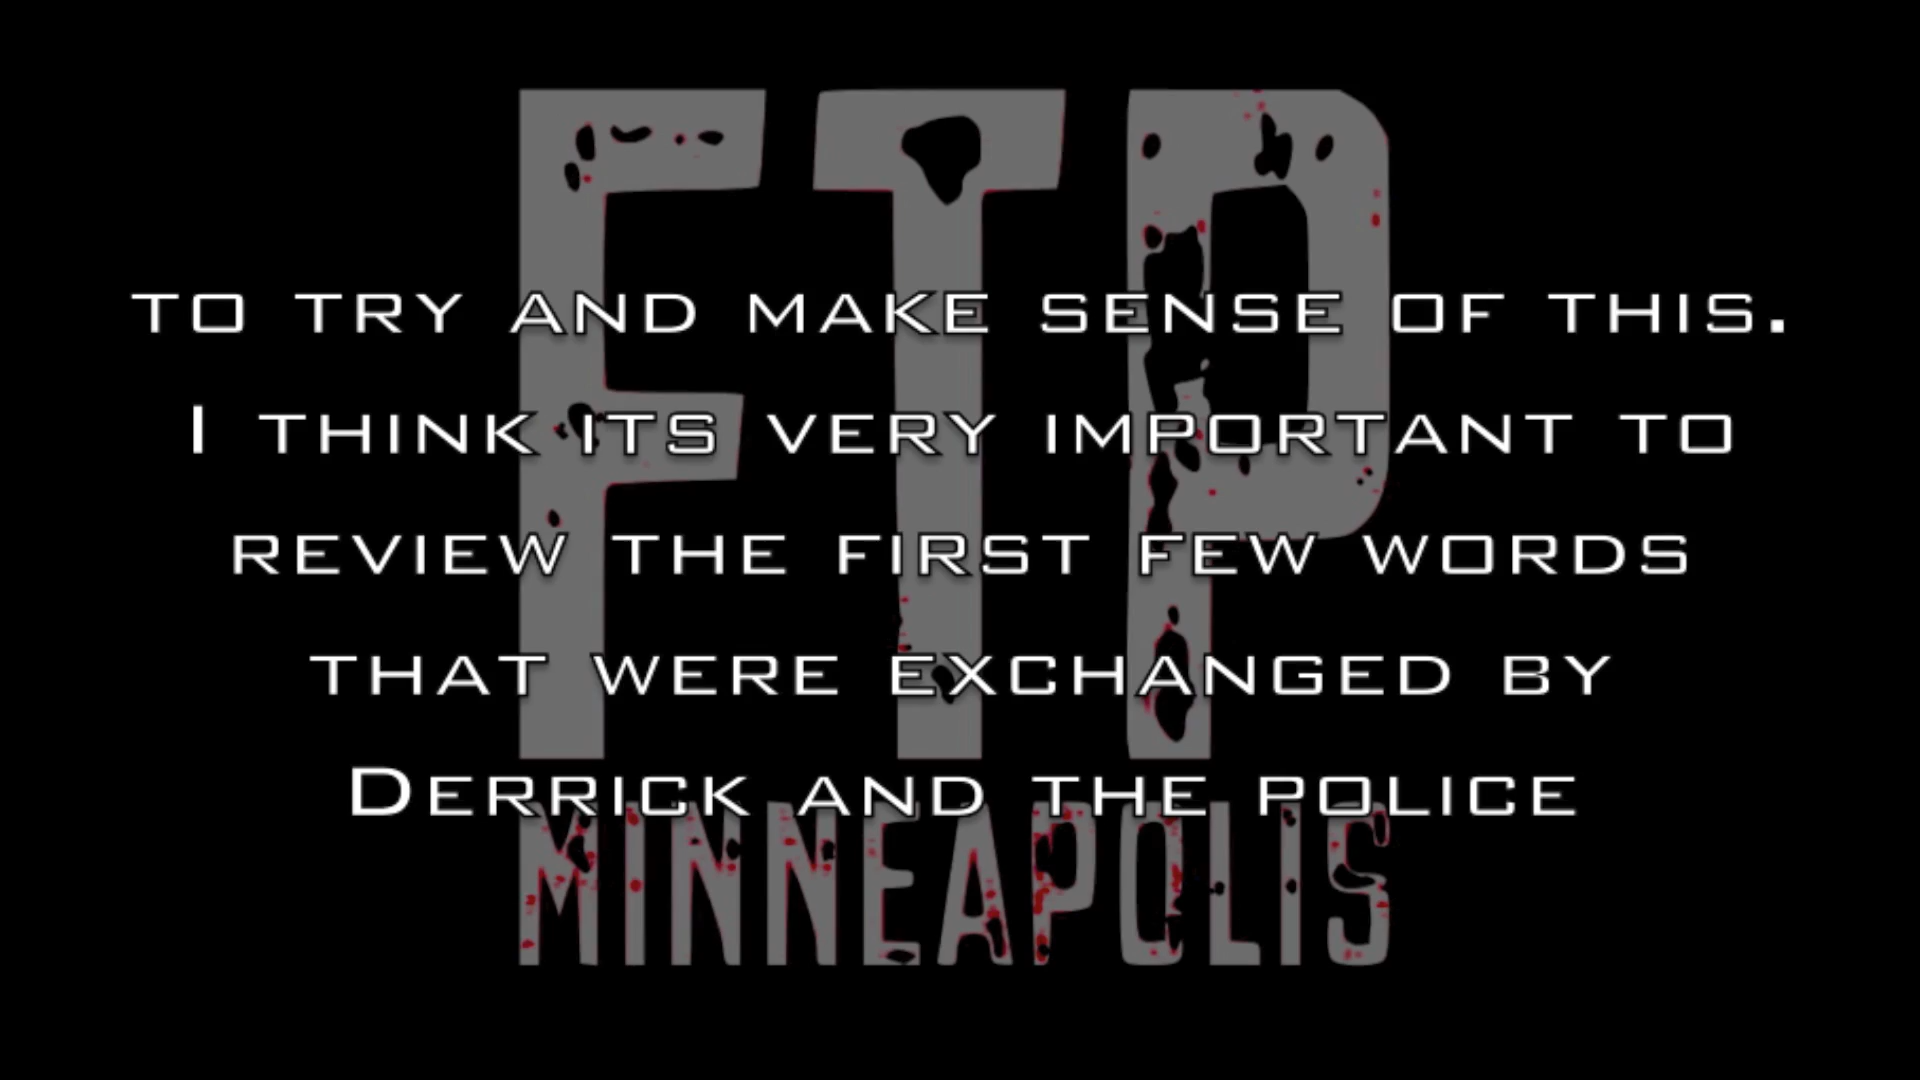 FTP
TO TRY AND MAKE SENSE OF THIS.
I THINK ITS VERY IMPORTANT TO
REVIEW THE FIRST FEW WORDS
THAT WERE EXCHANGED BY
DERRICK AND THE POLICE
MINNEAPOLIS